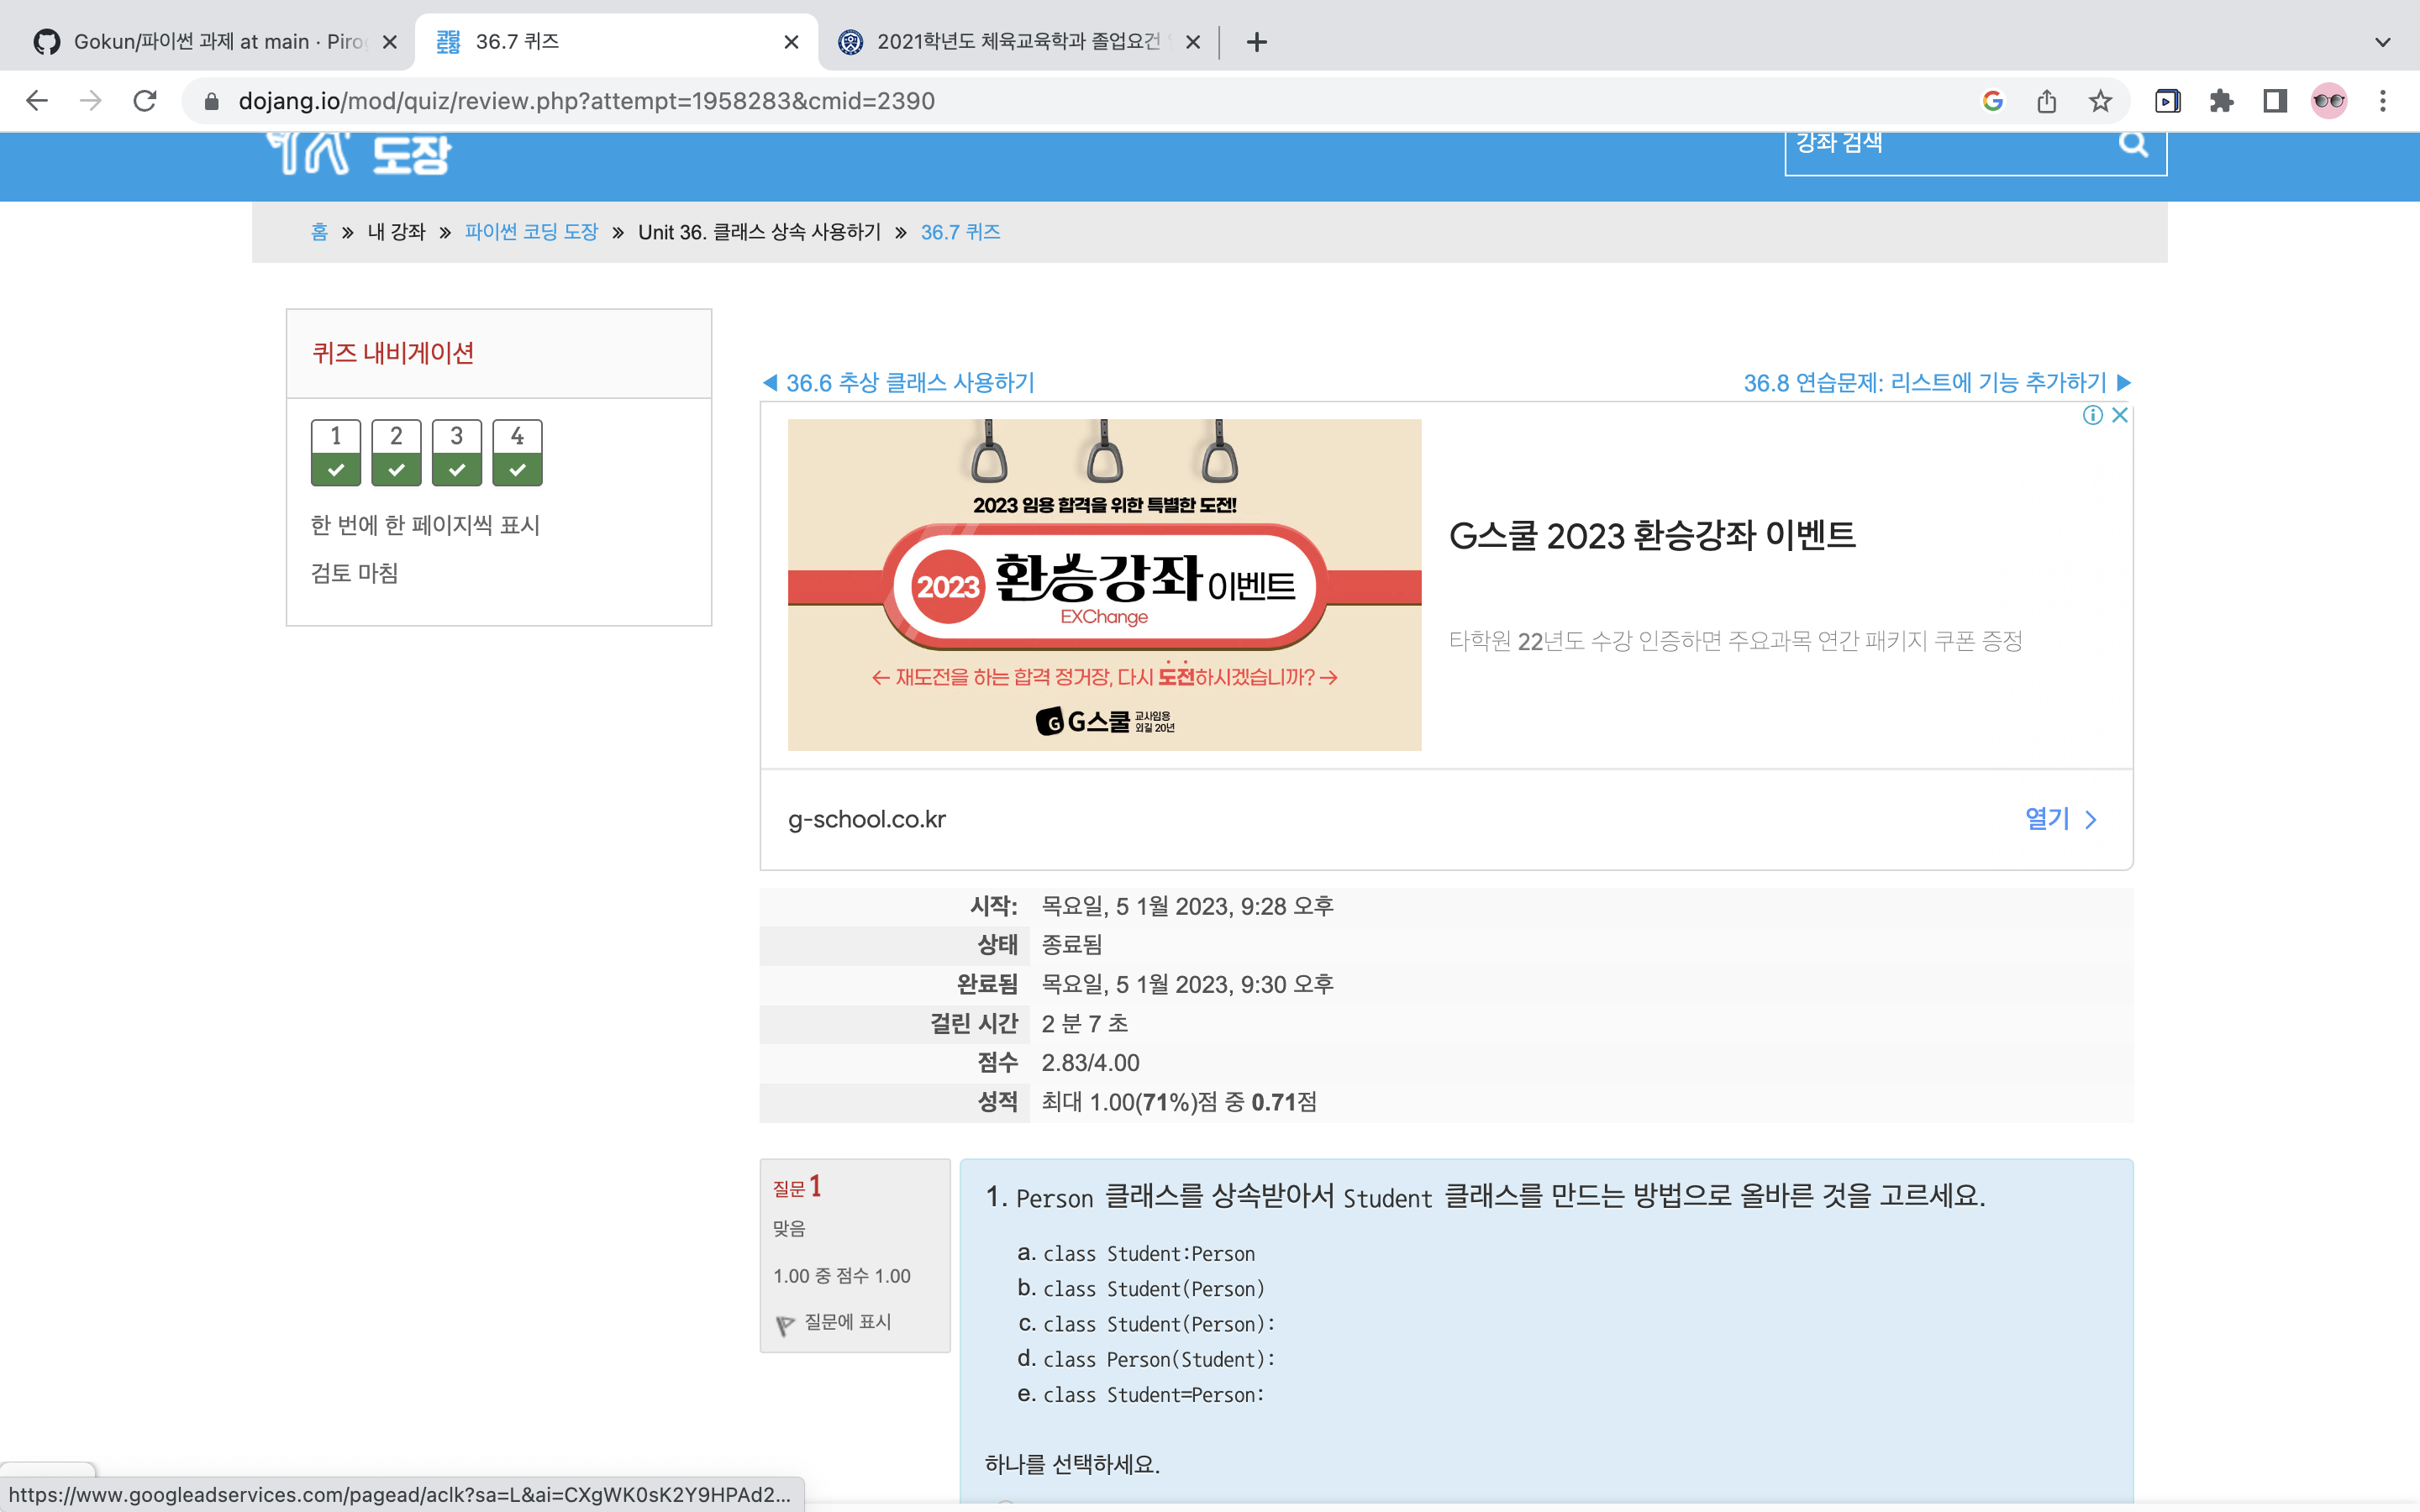 Gokun/파이썬 과제 at main · Piro
36.7 퀴즈
2021학년도 체육교육학과 졸업요건
dojang.io/mod/quiz/review.php?attempt=1958283&cmid=2390
도장
강좌 검색
홈 » 내 강좌 » 파이썬 코딩 도장 » Unit 36. 클래스 상속 사용하기 » 36.7 퀴즈
퀴즈 내비게이션
1 2 3 4
한 번에 한 페이지씩 표시
검토 마침
◀ 36.6 추상 클래스 사용하기
36.8 연습문제: 리스트에 기능 추가하기 ▶
2023 임용 합격을 위한 특별한 도전!
2023 환승강좌 이벤트
EXChange
← 재도전을 하는 합격 정거장, 다시 도전하시겠습니까? →
G G스쿨 교사임용
외길 20년
G스쿨 2023 환승강좌 이벤트
타학원 22년도 수강 인증하면 주요과목 연간 패키지 쿠폰 증정
g-school.co.kr
열기 >
시작: 목요일, 5 1월 2023, 9:28 오후
상태 종료됨
완료됨 목요일, 5 1월 2023, 9:30 오후
걸린 시간 2 분 7 초
점수 2.83/4.00
성적 최대 1.00(71%)점 중 0.71점
질문 1
맞음
1.00 중 점수 1.00
질문에 표시
1. Person 클래스를 상속받아서 Student 클래스를 만드는 방법으로 올바른 것을 고르세요.
a. class Student:Person
b. class Student(Person)
c. class Student(Person):
d. class Person(Student):
e. class Student=Person:
하나를 선택하세요.
https://www.googleadservices.com/pagead/aclk?sa=L&ai=CXgWK0sK2Y9HPAd2...